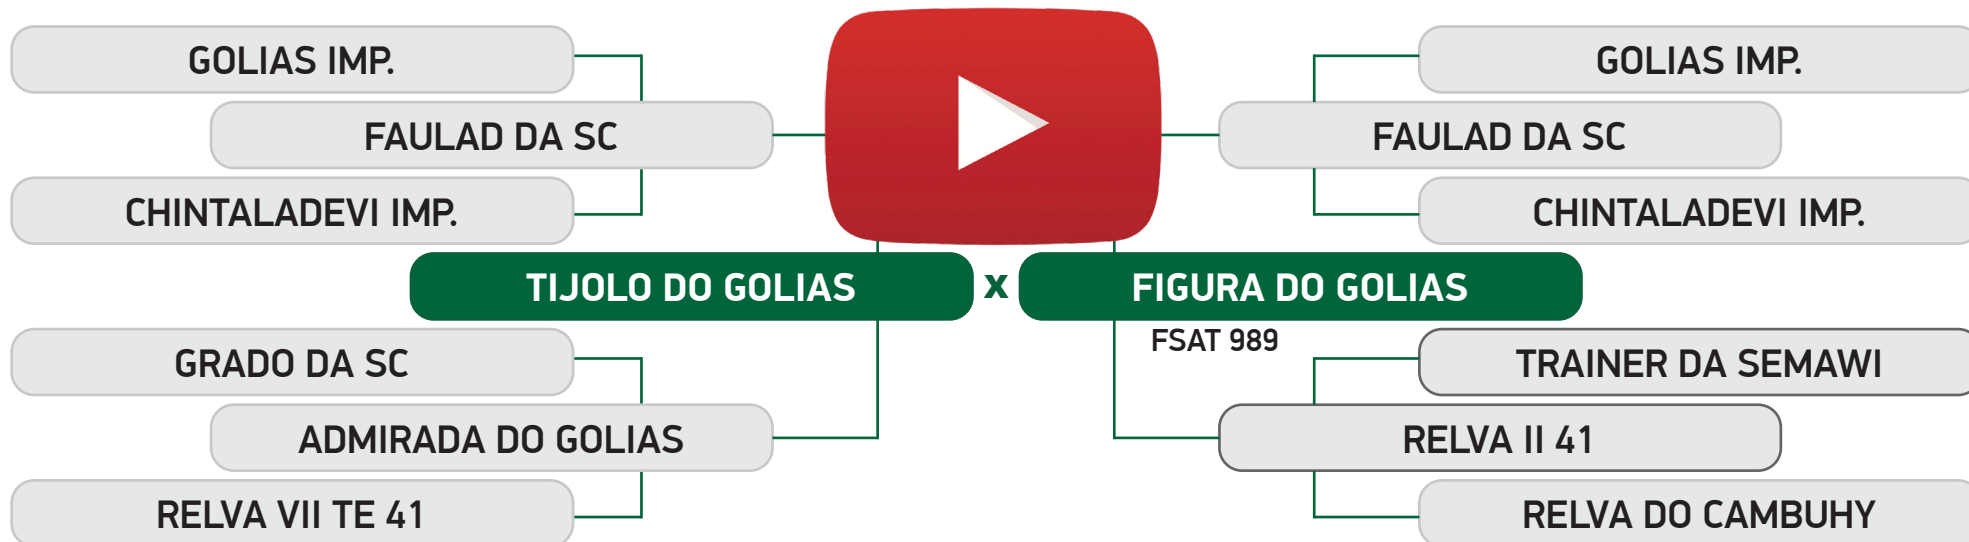 GOLIAS IMP.
GOLIAS IMP.
FAULAD DA SC
FAULAD DA SC
CHINTALADEVI IMP.
CHINTALADEVI IMP.
TIJOLO DO GOLIAS x FIGURA DO GOLIAS
FSAT 989
GRADO DA SC
TRAINER DA SEMAWI
ADMIRADA DO GOLIAS
RELVA II 41
RELVA VII TE 41
RELVA DO CAMBUHY